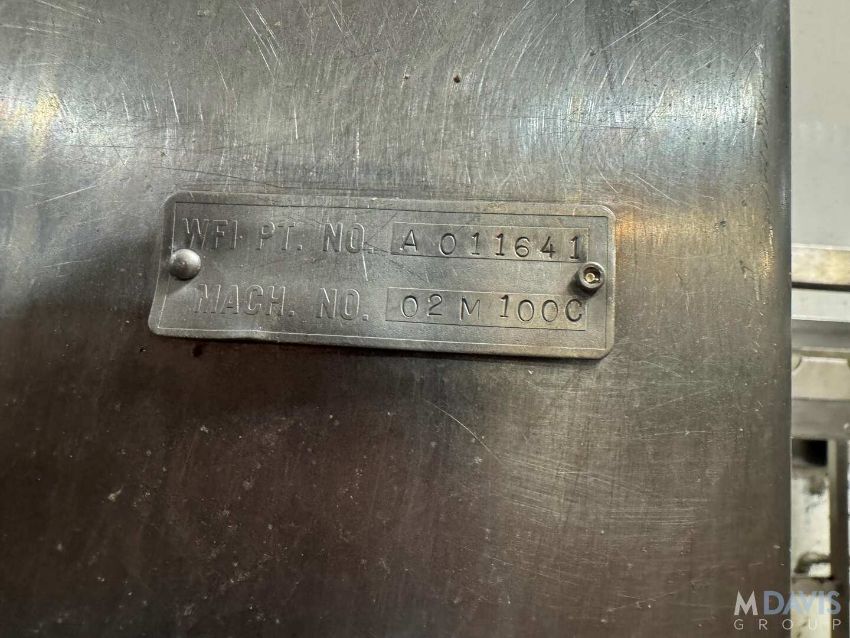 WFI PT. NO. A 011641
MACH. NO. 02 M 100C
M DAVIS
GROUP